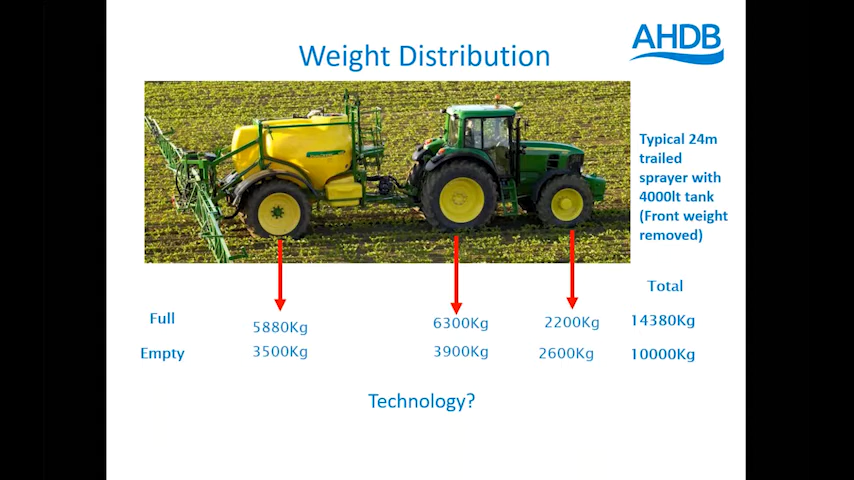 AHDB
Weight Distribution
Typical 24m
trailed
sprayer with
4000lt tank
(Front weight
removed)
Total
Full 5880Kg 6300Kg 2200Kg 14380Kg
Empty 3500Kg 3900Kg 2600Kg 10000Kg
Technology?